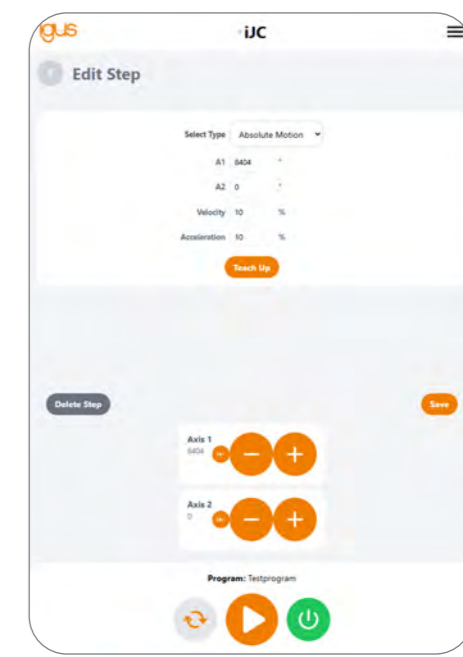 igus
iJC
Edit Step
Select Type Absolute Motion
A1 6404 °
A2 0 °
Velocity 10 %
Acceleration 10 %
Teach Up
Delete Step
Save
Axis 1
6404
− +
Axis 2
0
− +
Program: Testprogram